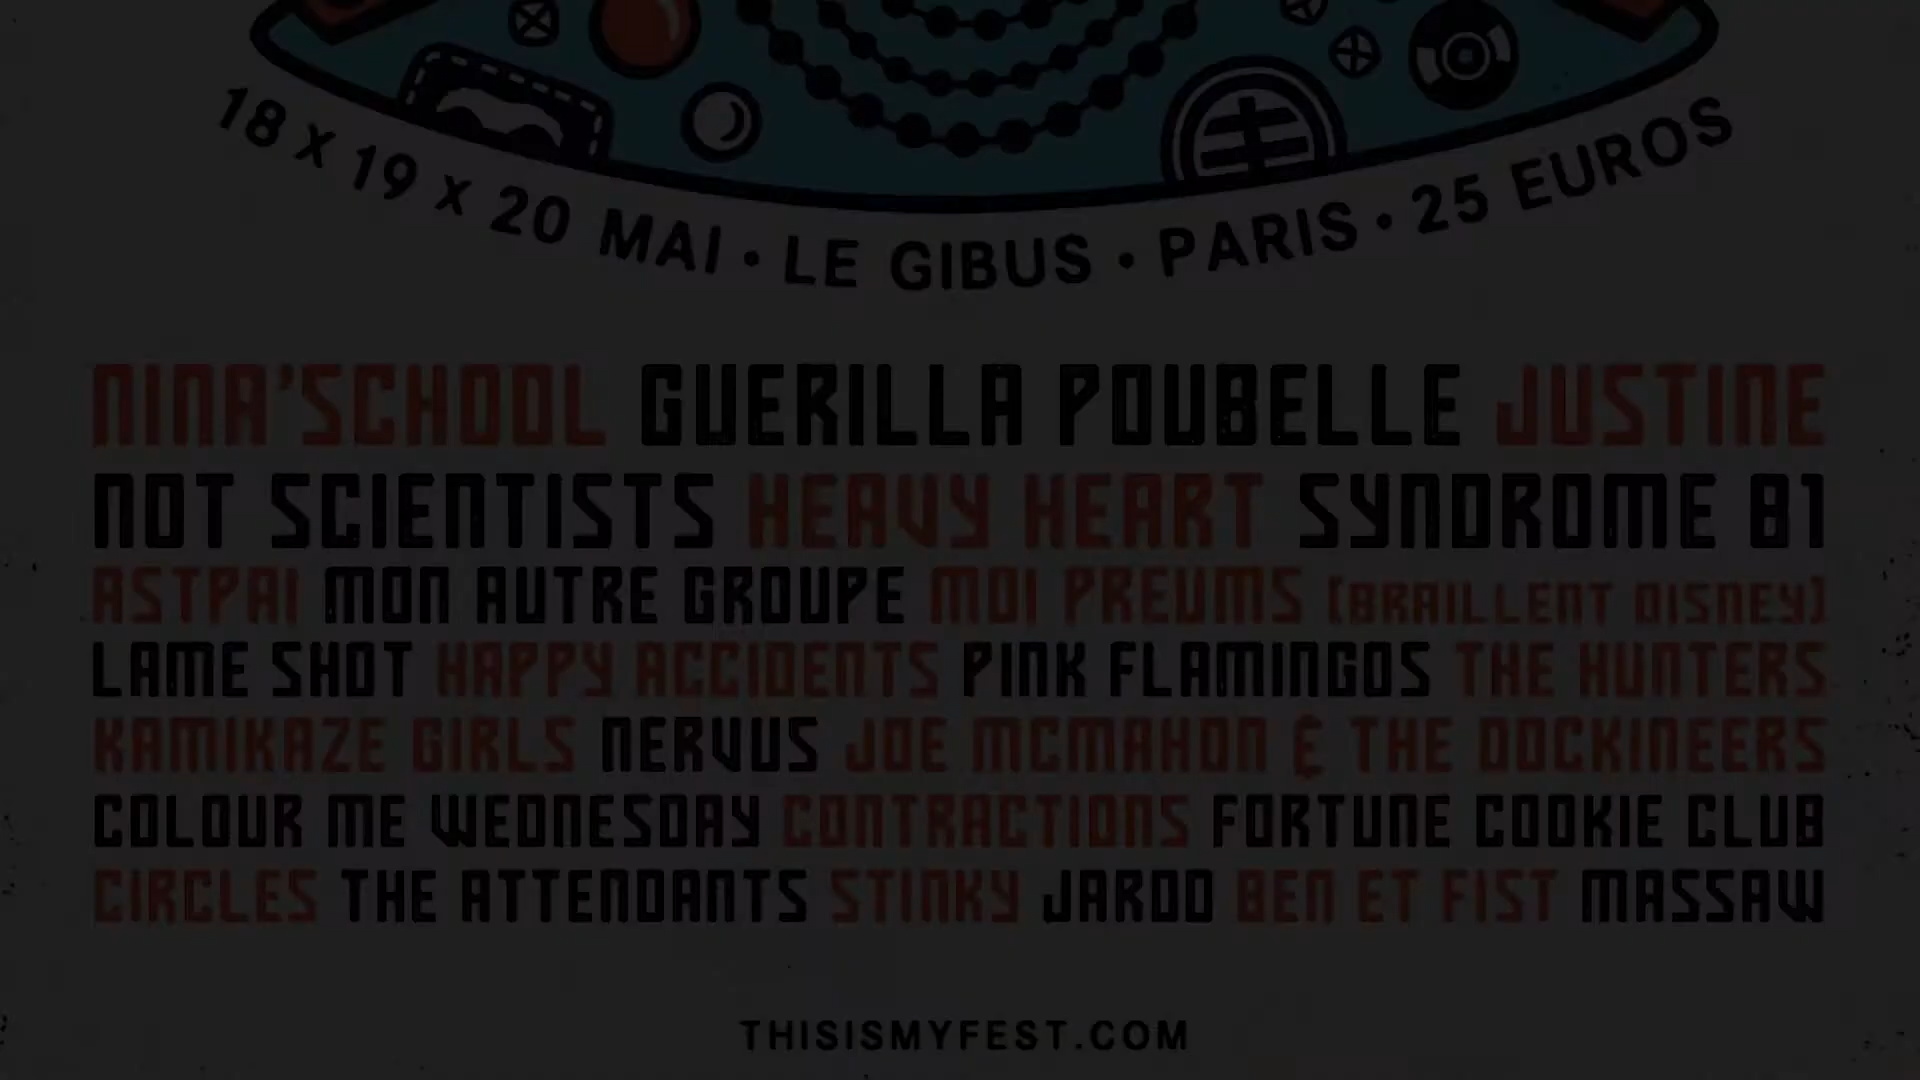 18 X 19 X 20 MAI • LE GIBUS • PARIS • 25 EUROS
NINA'SCHOOL GUERILLA POUBELLE JUSTINE
NOT SCIENTISTS HEAVY HEART SYNDROME 81
ASTPAI MON AUTRE GROUPE MOI PREUMS (BRAILLENT DISNEY)
LAME SHOT HAPPY ACCIDENTS PINK FLAMINGOS THE HUNTERS
KAMIKAZE GIRLS NERVUS JOE MCMAHON & THE DOCKINEERS
COLOUR ME WEDNESDAY CONTRACTIONS FORTUNE COOKIE CLUB
CIRCLES THE ATTENDANTS STINKY JARDD BEN ET FIST MASSAW
THISISMYFEST.COM